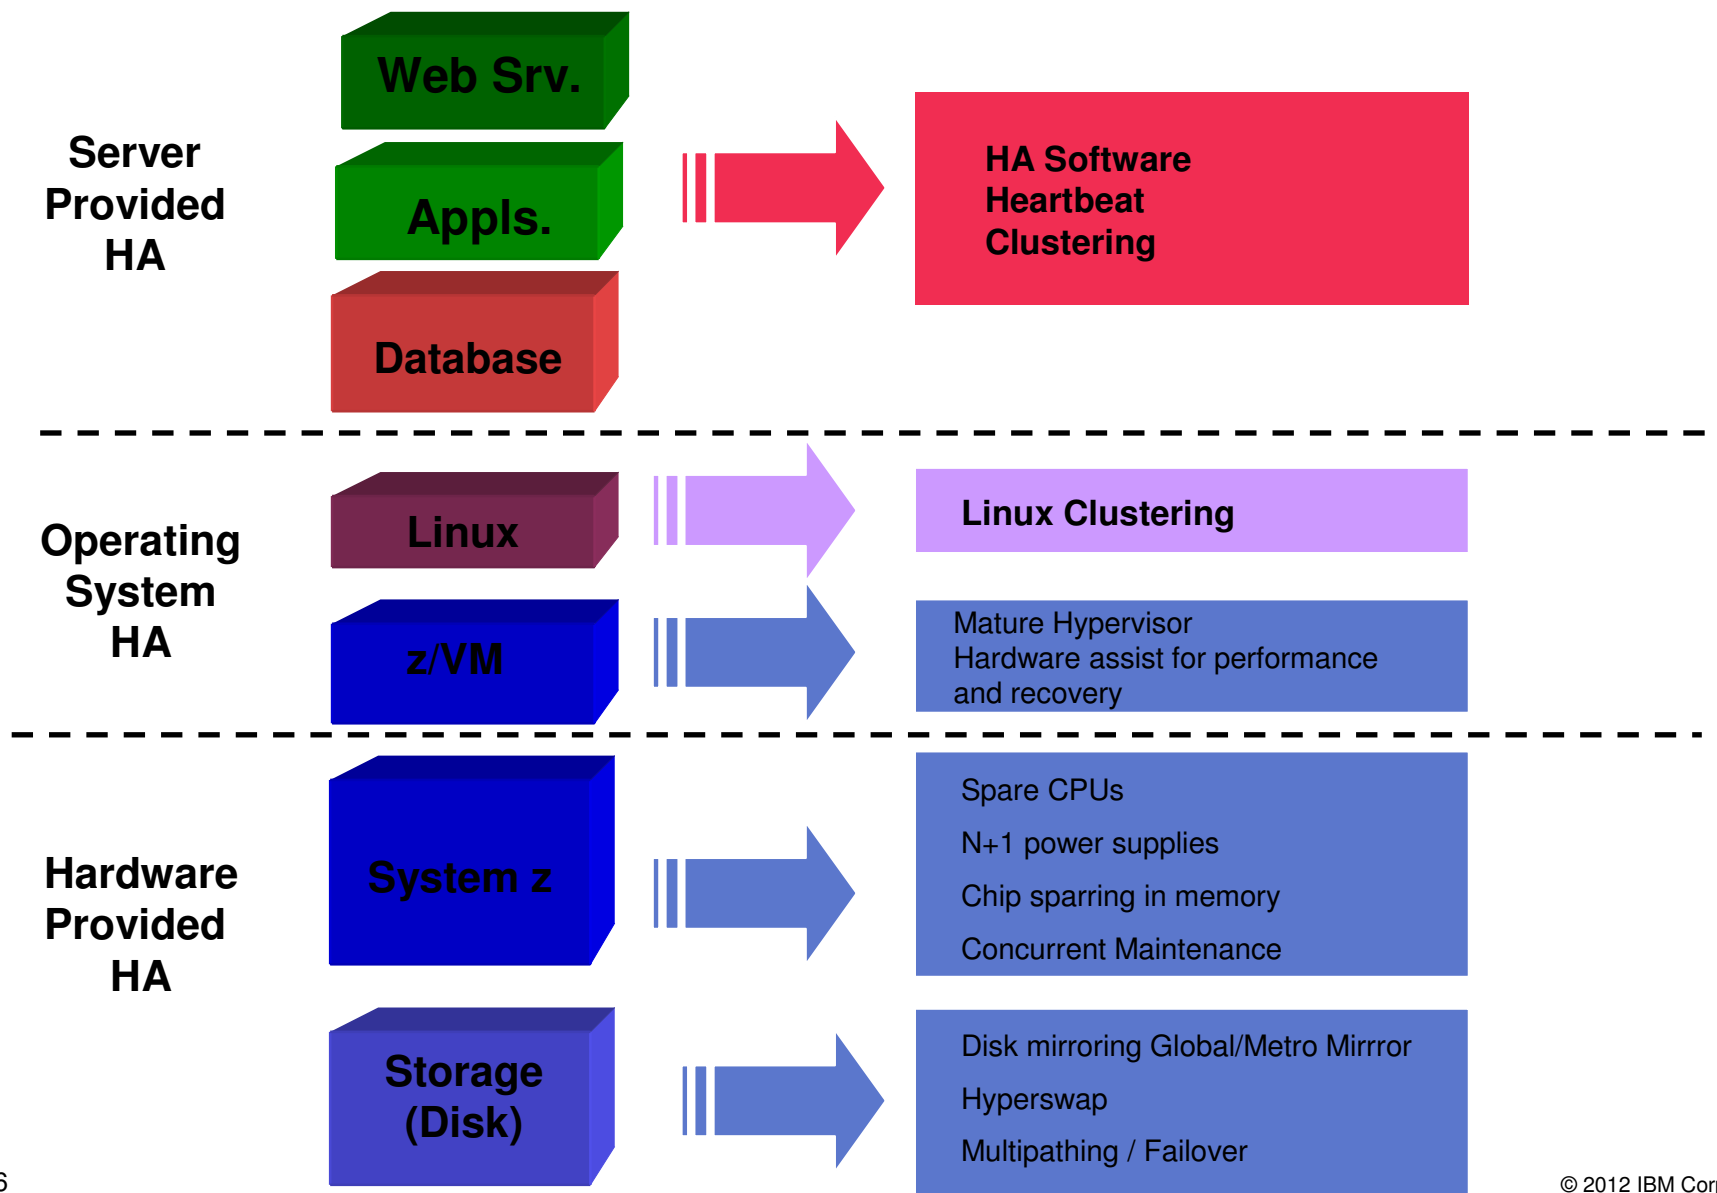 Server
Provided
HA
Web Srv.
Appls.
Database
HA Software
Heartbeat
Clustering
Operating
System
HA
Linux
Linux Clustering
z/VM
Mature Hypervisor
Hardware assist for performance
and recovery
Hardware
Provided
HA
System z
Spare CPUs
N+1 power supplies
Chip sparring in memory
Concurrent Maintenance
Storage
(Disk)
Disk mirroring Global/Metro Mirrror
Hyperswap
Multipathing / Failover
6
© 2012 IBM Cor